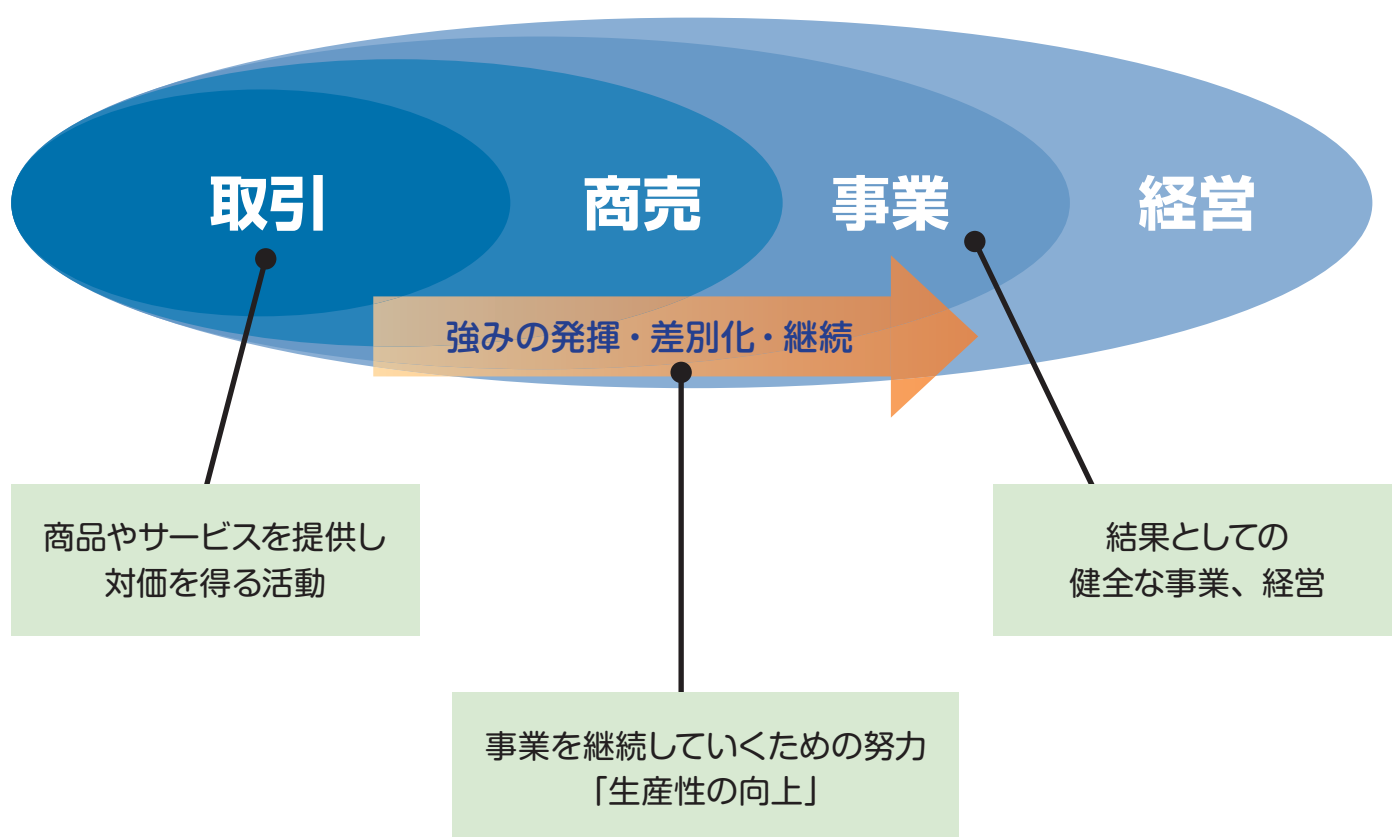 取引
商売
事業
経営
強みの発揮・差別化・継続
商品やサービスを提供し
対価を得る活動
結果としての
健全な事業、経営
事業を継続していくための努力
「生産性の向上」